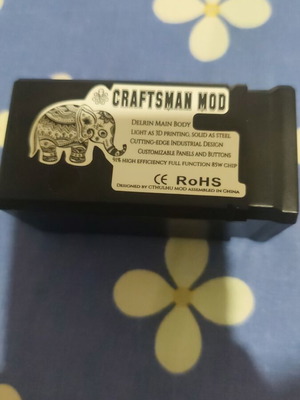 CRAFTSMAN MOD
DELRIN MAIN BODY
LIGHT AS 3D PRINTING, SOLID AS STEEL
CUTTING-EDGE INDUSTRIAL DESIGN
CUSTOMIZABLE PANELS AND BUTTONS
91% HIGH EFFICIENCY FULL FUNCTION 85W CHIP
CE RoHS
DESIGNED BY CTHULHU MOD ASSEMBLED IN CHINA